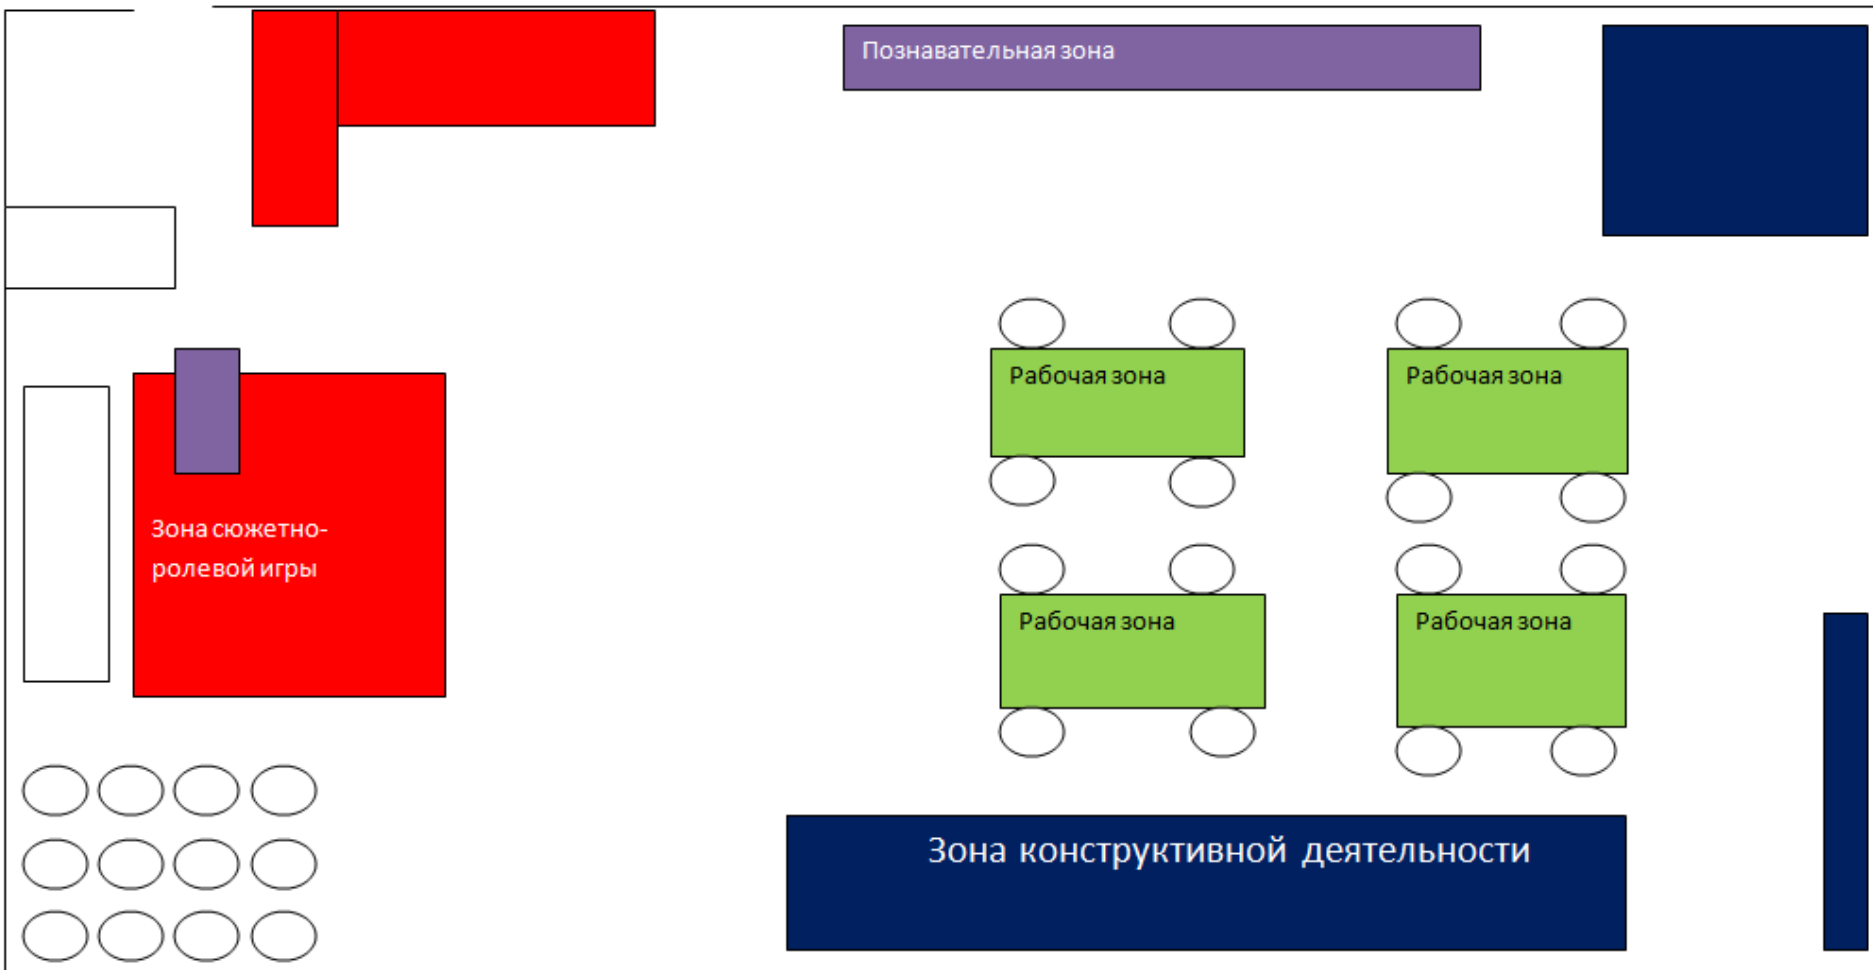 Познавательная зона
Рабочая зона
Рабочая зона
Зона сюжетно-
ролевой игры
Рабочая зона
Рабочая зона
Зона конструктивной деятельности